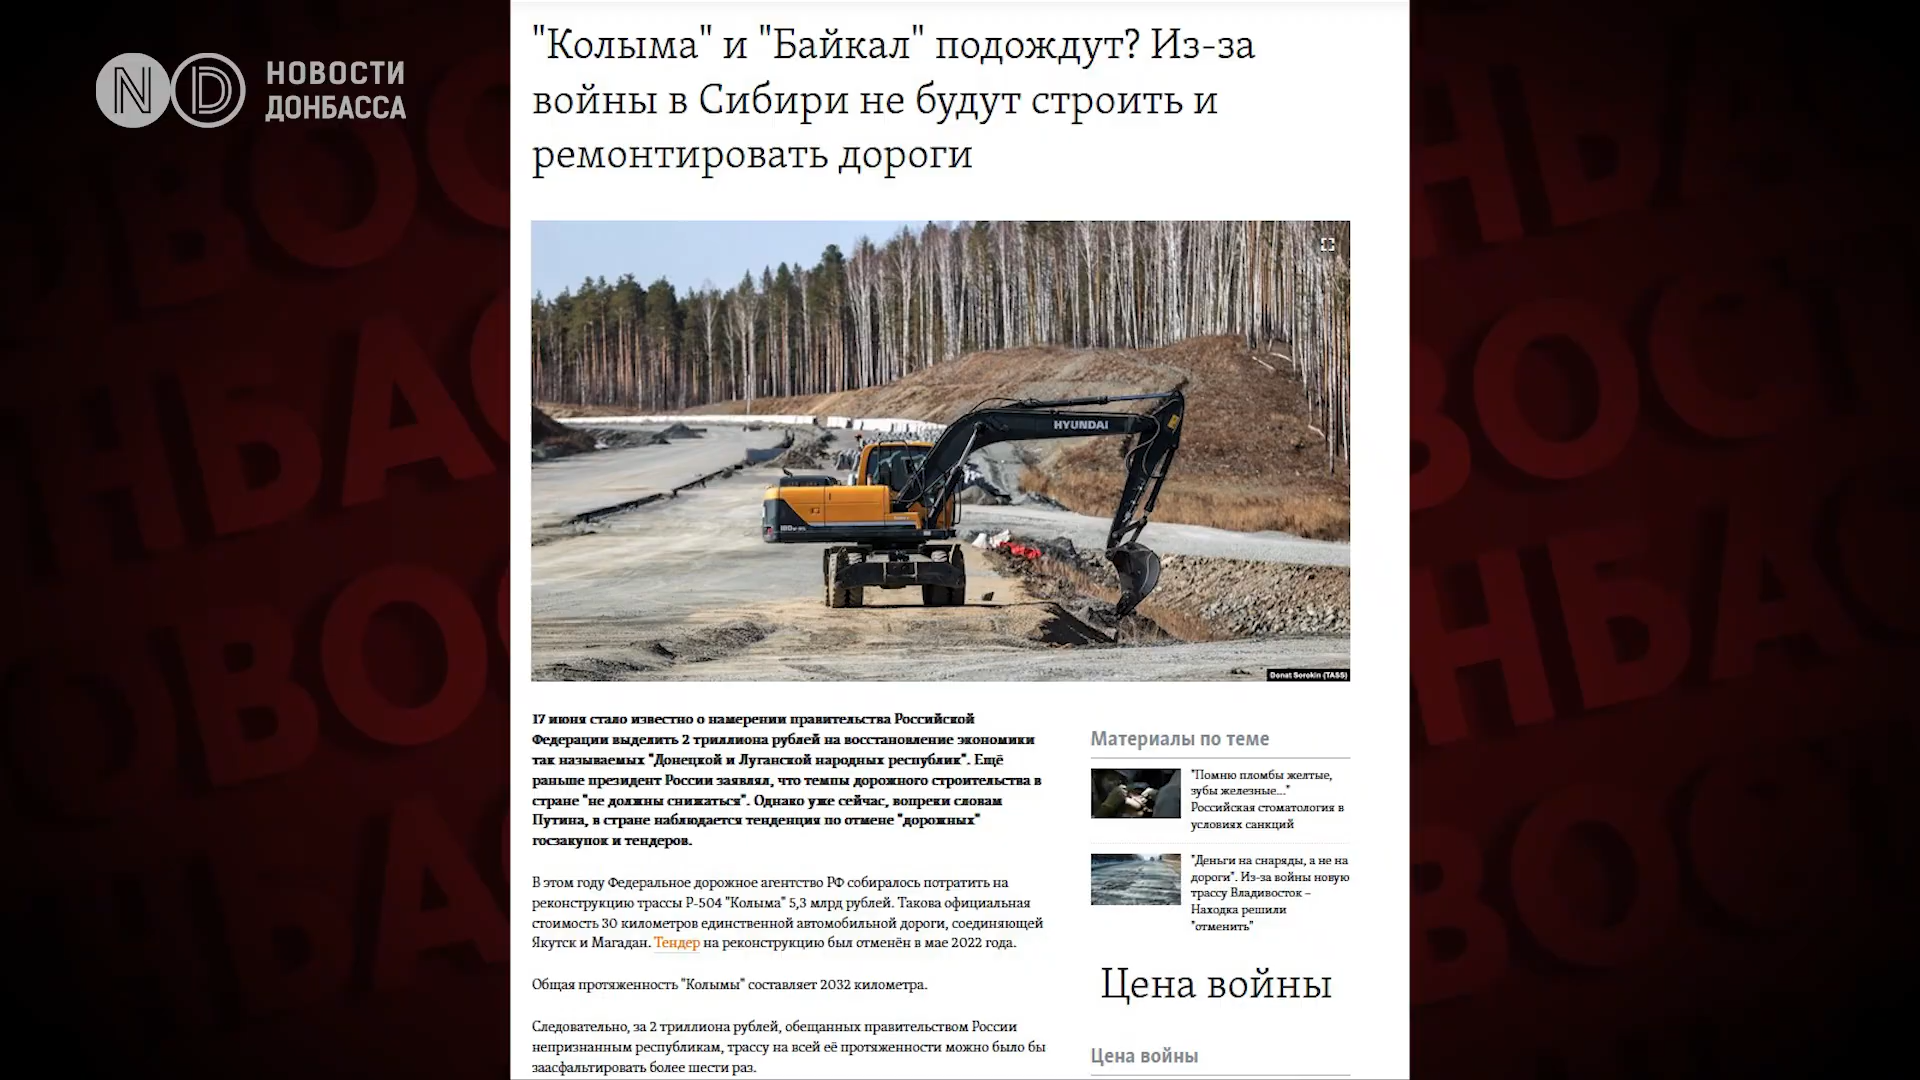 НОВОСТИ
ДОНБАССА
"Колыма" и "Байкал" подождут? Из-за
войны в Сибири не будут строить и
ремонтировать дороги
HYUNDAI
Donat Sorokin (TASS)
17 июня стало известно о намерении правительства Российской
Федерации выделить 2 триллиона рублей на восстановление экономики
так называемых "Донецкой и Луганской народных республик". Ещё
раньше президент России заявлял, что темпы дорожного строительства в
стране "не должны снижаться". Однако уже сейчас, вопреки словам
Путина, в стране наблюдается тенденция по отмене "дорожных"
госзакупок и тендеров.
В этом году Федеральное дорожное агентство РФ собиралось потратить на
реконструкцию трассы Р-504 "Колыма" 5,3 млрд рублей. Такова официальная
стоимость 30 километров единственной автомобильной дороги, соединяющей
Якутск и Магадан. Тендер на реконструкцию был отменён в мае 2022 года.
Общая протяженность "Колымы" составляет 2032 километра.
Следовательно, за 2 триллиона рублей, обещанных правительством России
непризнанным республикам, трассу на всей её протяженности можно было бы
заасфальтировать более шести раз.
Материалы по теме
"Помню пломбы желтые,
зубы железные..."
Российская стоматология в
условиях санкций
"Деньги на снаряды, а не на
дороги". Из-за войны новую
трассу Владивосток –
Находка решили
"отменить"
Цена войны
Цена войны